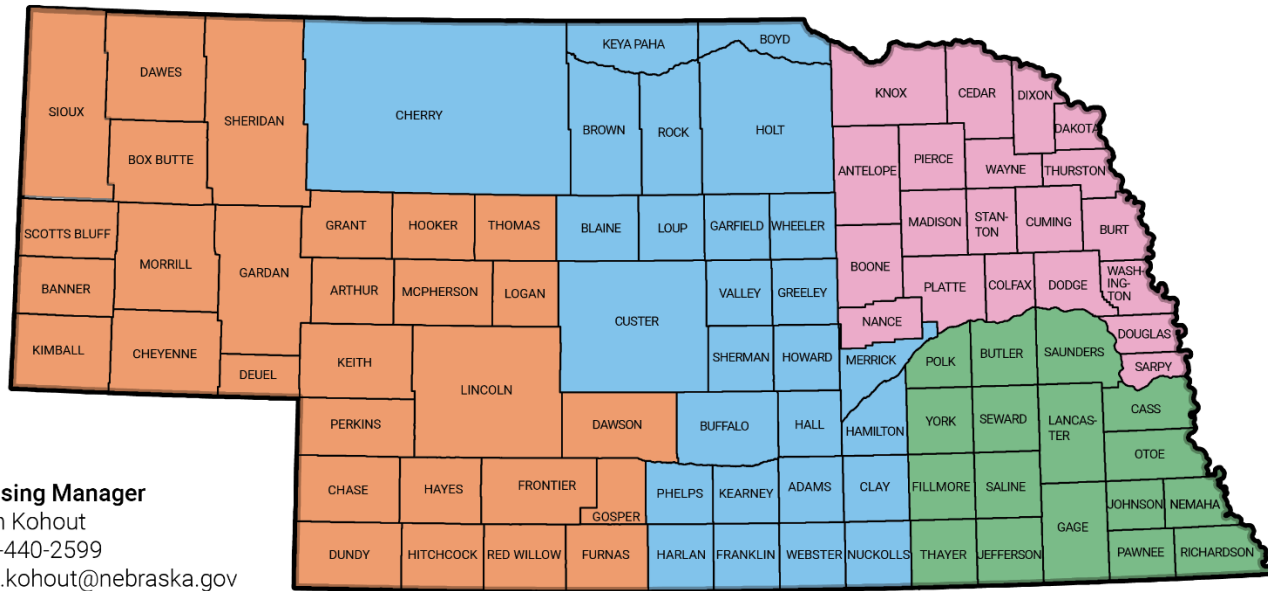 KEYA PAHA
BOYD
DAWES
SIOUX
SHERIDAN
CHERRY
BROWN
ROCK
HOLT
KNOX
CEDAR
DIXON
DAKOTA
BOX BUTTE
ANTELOPE
PIERCE
WAYNE
THURSTON
SCOTTS BLUFF
MORRILL
GARDAN
GRANT
HOOKER
THOMAS
BLAINE
LOUP
GARFIELD
WHEELER
MADISON
STAN-
TON
CUMING
BURT
BANNER
ARTHUR
MCPHERSON
LOGAN
CUSTER
VALLEY
GREELEY
BOONE
PLATTE
COLFAX
DODGE
WASH-
ING-
TON
KIMBALL
CHEYENNE
DEUEL
KEITH
LINCOLN
SHERMAN
HOWARD
NANCE
MERRICK
POLK
BUTLER
SAUNDERS
DOUGLAS
SARPY
PERKINS
DAWSON
BUFFALO
HALL
HAMILTON
YORK
SEWARD
LANCAS-
TER
CASS
OTOE
CHASE
HAYES
FRONTIER
GOSPER
PHELPS
KEARNEY
ADAMS
CLAY
FILLMORE
SALINE
GAGE
JOHNSON
NEMAHA
DUNDY
HITCHCOCK
RED WILLOW
FURNAS
HARLAN
FRANKLIN
WEBSTER
NUCKOLLS
THAYER
JEFFERSON
PAWNEE
RICHARDSON
sing Manager
Kohout
-440-2599
.kohout@nebraska.gov